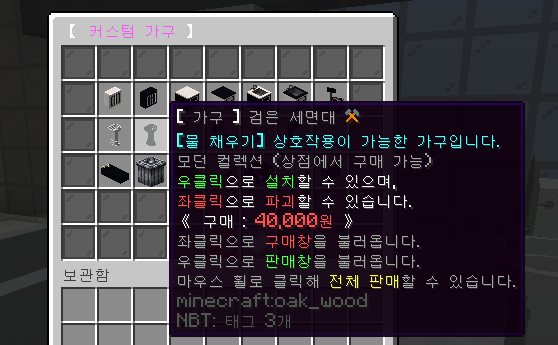 【 커스텀 가구 】
[ 가구 ] 검은 세면대
[물 채우기] 상호작용이 가능한 가구입니다.
모던 컬렉션 (상점에서 구매 가능)
우클릭으로 설치할 수 있으며,
좌클릭으로 파괴할 수 있습니다.
《 구매 : 40,000원 》
좌클릭으로 구매창을 불러옵니다.
우클릭으로 판매창을 불러옵니다.
마우스 휠로 클릭해 전체 판매할 수 있습니다.
minecraft:oak_wood
NBT: 태그 3개
보관함